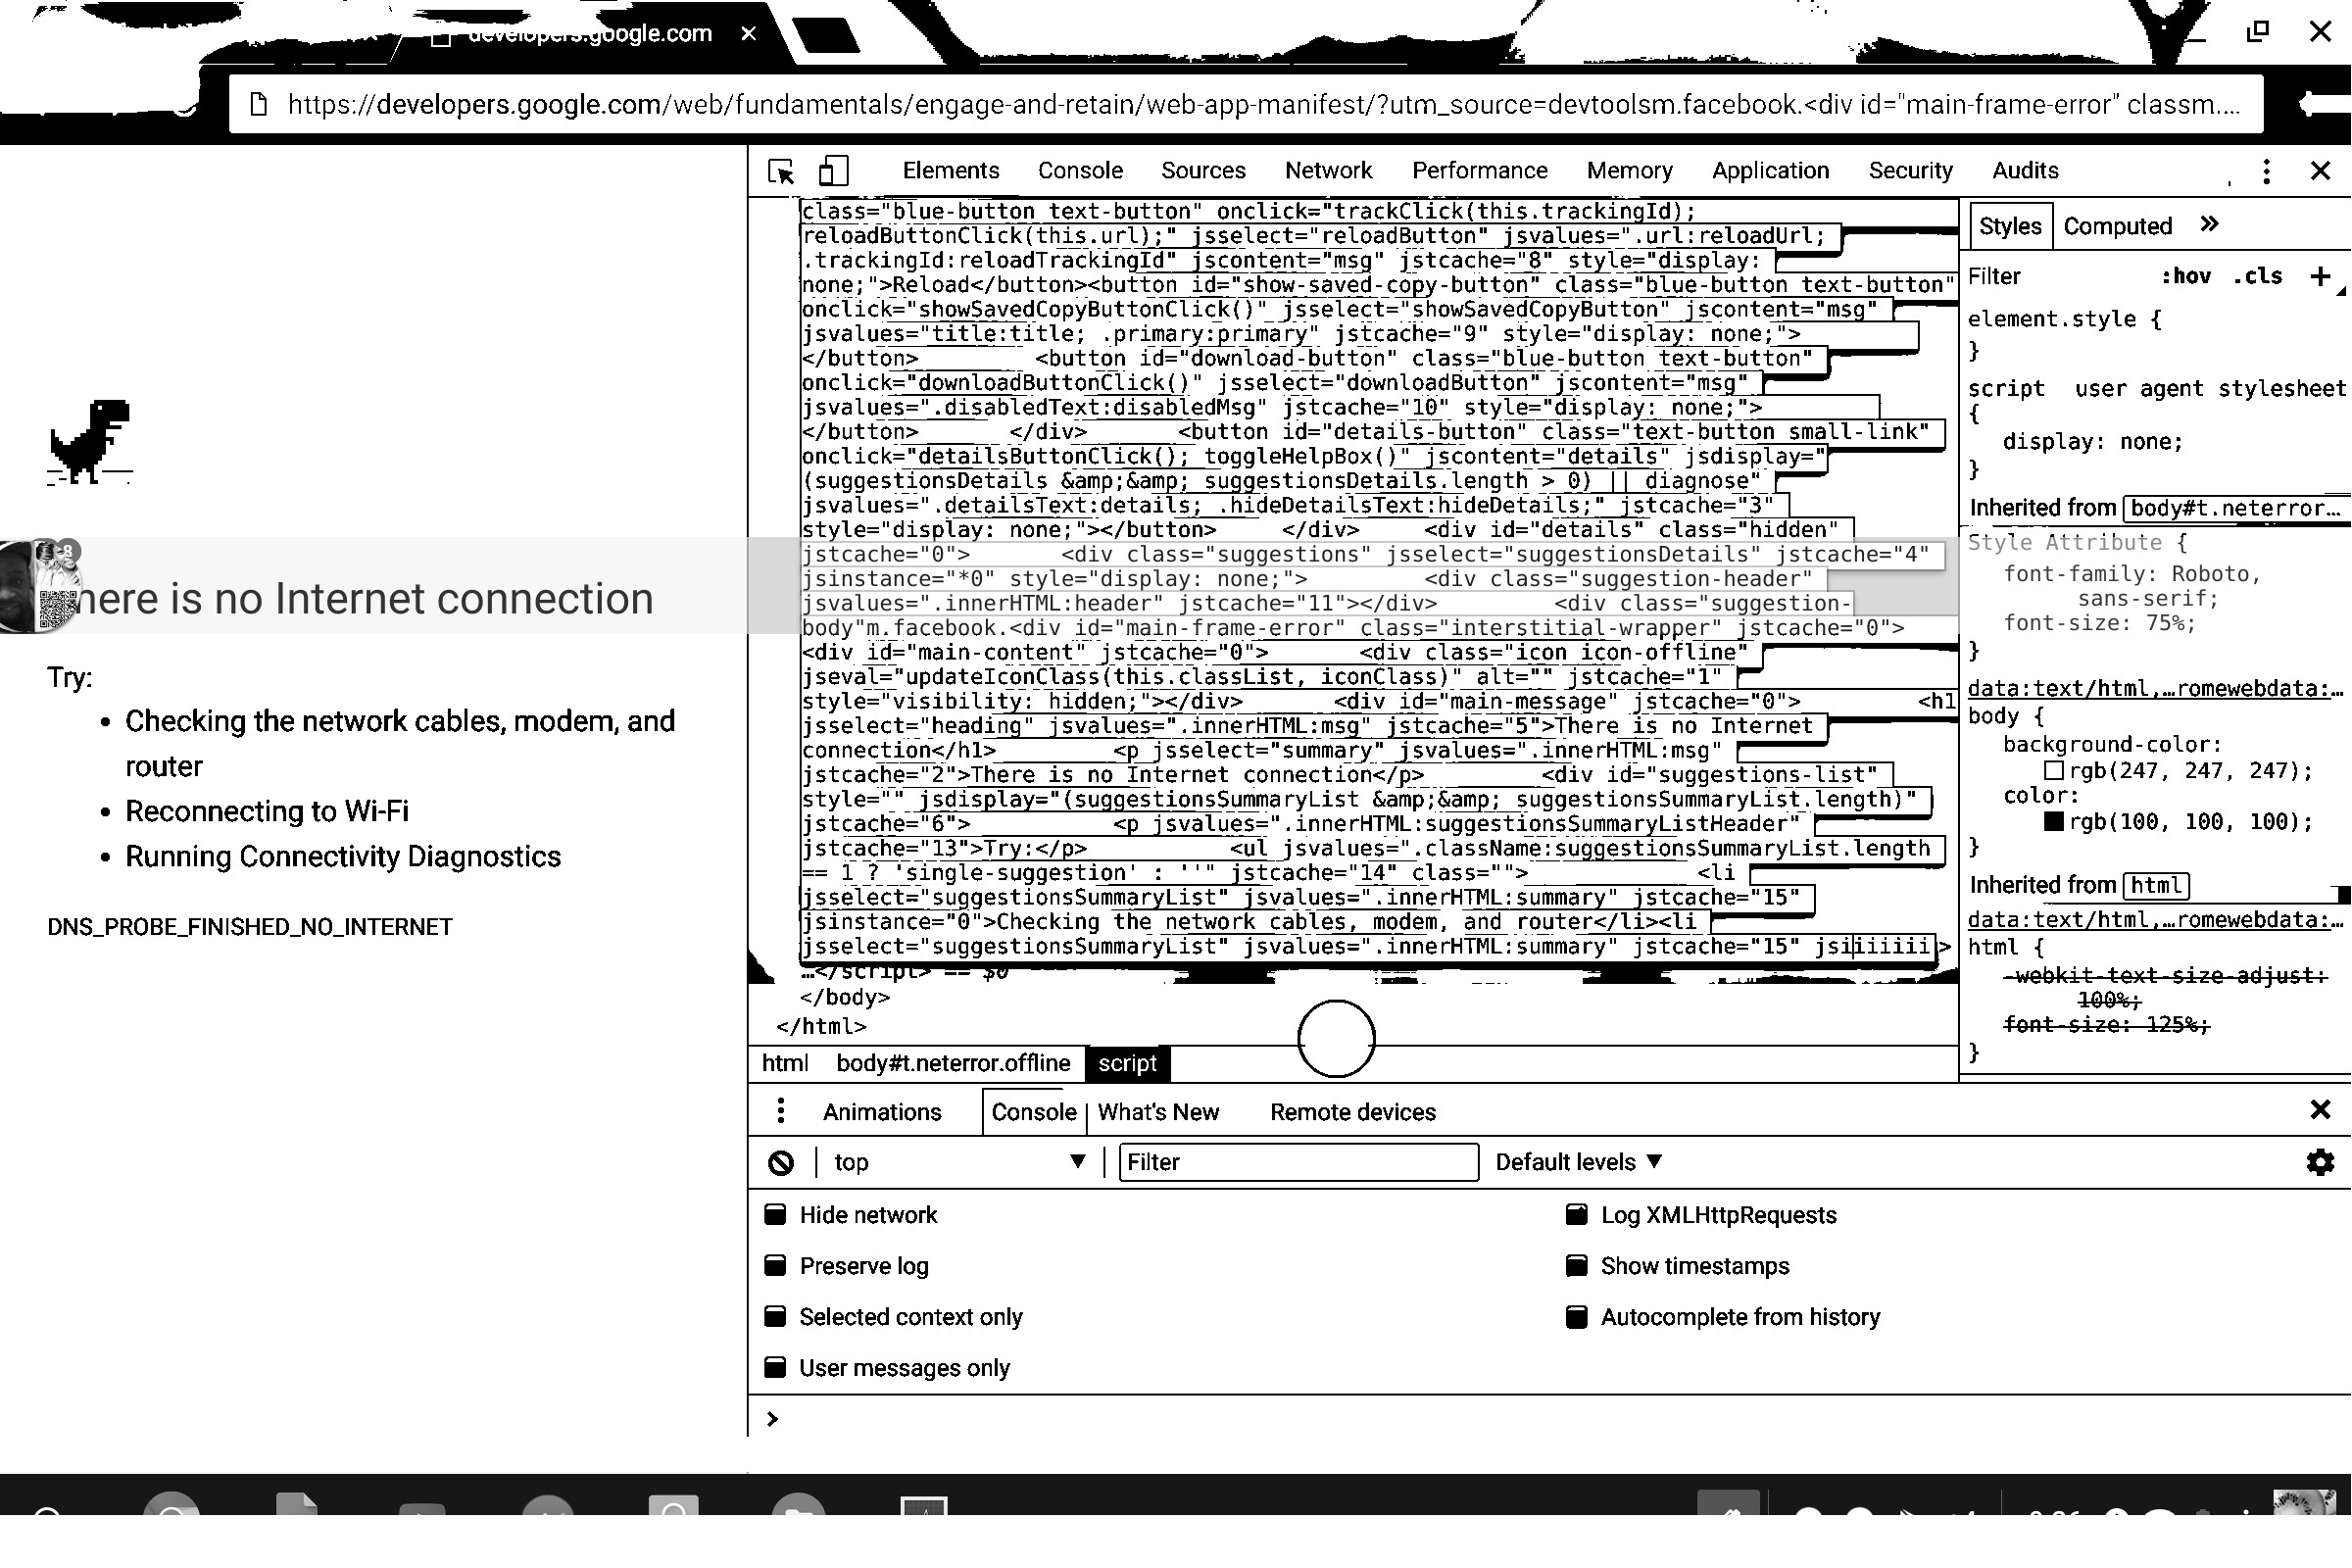 developers.google.com
https://developers.google.com/web/fundamentals/engage-and-retain/web-app-manifest/?utm_source=devtoolsm.facebook.<div id="main-frame-error" classm....
Elements Console Sources Network Performance Memory Application Security Audits
here is no Internet connection
Try:
• Checking the network cables, modem, and
router
• Reconnecting to Wi-Fi
• Running Connectivity Diagnostics
DNS_PROBE_FINISHED_NO_INTERNET
class="blue-button text-button" onclick="trackClick(this.trackingId);
reloadButtonClick(this.url);" jsselect="reloadButton" jsvalues=".url:reloadUrl;
.trackingId:reloadTrackingId" jscontent="msg" jstcache="8" style="display:
none;">Reload</button><button id="show-saved-copy-button" class="blue-button text-button"
onclick="showSavedCopyButtonClick()" jsselect="showSavedCopyButton" jscontent="msg"
jsvalues="title:title; .primary:primary" jstcache="9" style="display: none;">
</button> <button id="download-button" class="blue-button text-button"
onclick="downloadButtonClick()" jsselect="downloadButton" jscontent="msg"
jsvalues=".disabledText:disabledMsg" jstcache="10" style="display: none;">
</button> </div> <button id="details-button" class="text-button small-link"
onclick="detailsButtonClick(); toggleHelpBox()" jscontent="details" jsdisplay="
(suggestionsDetails &amp;&amp; suggestionsDetails.length > 0) || diagnose"
jsvalues=".detailsText:details; .hideDetailsText:hideDetails;" jstcache="3"
style="display: none;"></button> </div> <div id="details" class="hidden"
jstcache="0"> <div class="suggestions" jsselect="suggestionsDetails" jstcache="4"
jsinstance="*0" style="display: none;"> <div class="suggestion-header"
jsvalues=".innerHTML:header" jstcache="11"></div> <div class="suggestion-
body"m.facebook.<div id="main-frame-error" class="interstitial-wrapper" jstcache="0">
<div id="main-content" jstcache="0"> <div class="icon icon-offline"
jseval="updateIconClass(this.classList, iconClass)" alt="" jstcache="1"
style="visibility: hidden;"></div> <div id="main-message" jstcache="0"> <h1
jsselect="heading" jsvalues=".innerHTML:msg" jstcache="5">There is no Internet
connection</h1> <p jsselect="summary" jsvalues=".innerHTML:msg"
jstcache="2">There is no Internet connection</p> <div id="suggestions-list"
style="" jsdisplay="(suggestionsSummaryList &amp;&amp; suggestionsSummaryList.length)"
jstcache="6"> <p jsvalues=".innerHTML:suggestionsSummaryListHeader"
jstcache="13">Try:</p> <ul jsvalues=".className:suggestionsSummaryList.length
== 1 ? 'single-suggestion' : ''" jstcache="14" class=""> <li
jsselect="suggestionsSummaryList" jsvalues=".innerHTML:summary" jstcache="15"
jsinstance="0">Checking the network cables, modem, and router</li><li
jsselect="suggestionsSummaryList" jsvalues=".innerHTML:summary" jstcache="15" jsiiiiiii>
…</script> == $0
</body>
</html>
html body#t.neterror.offline script
Styles Computed »
Filter :hov .cls +
element.style {
}
script user agent stylesheet
{
display: none;
}
Inherited from body#t.neterror…
Style Attribute {
font-family: Roboto,
sans-serif;
font-size: 75%;
}
data:text/html,…romewebdata:…
body {
background-color:
rgb(247, 247, 247);
color:
rgb(100, 100, 100);
}
Inherited from html
data:text/html,…romewebdata:…
html {
-webkit-text-size-adjust:
100%;
font-size: 125%;
}
Animations Console What's New Remote devices
top Filter Default levels
Hide network Log XMLHttpRequests
Preserve log Show timestamps
Selected context only Autocomplete from history
User messages only